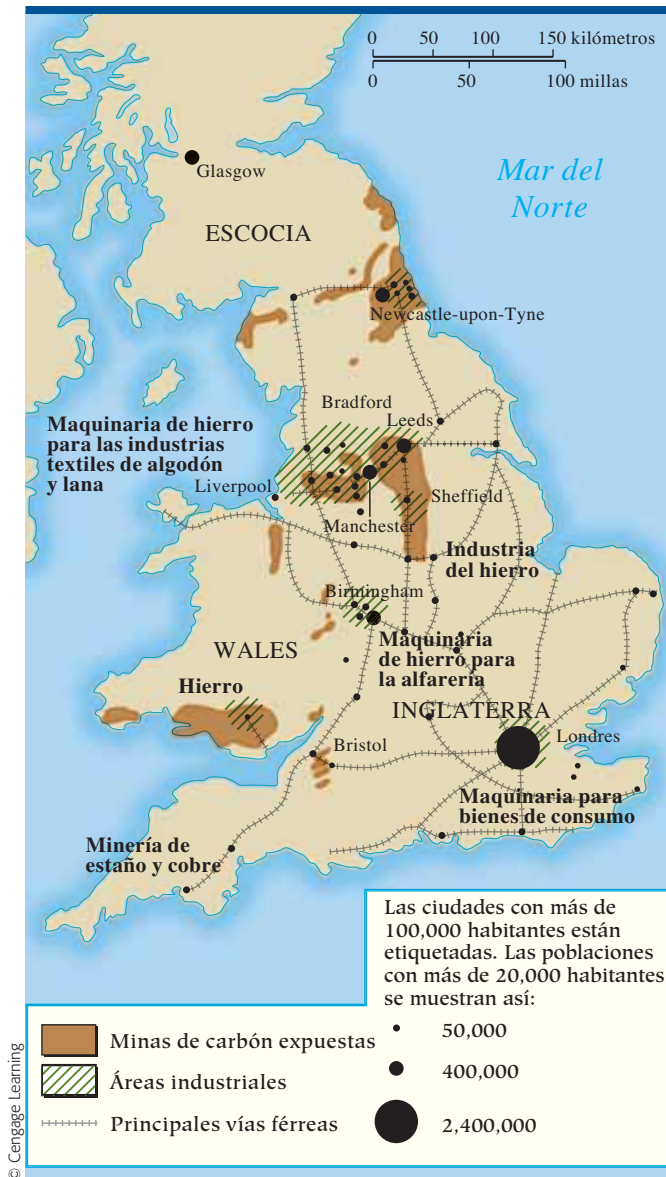 0 50 100 150 kilómetros
0 50 100 millas
Mar del
Norte
Glasgow
ESCOCIA
Newcastle-upon-Tyne
Bradford
Leeds
Maquinaria de hierro
para las industrias
textiles de algodón
y lana
Liverpool
Sheffield
Manchester
Industria
del hierro
Birmingham
WALES
Maquinaria
de hierro para
la alfarería
Hierro
INGLATERRA
Londres
Bristol
Maquinaria para
bienes de consumo
Minería de
estaño y cobre
Las ciudades con más de
100,000 habitantes están
etiquetadas. Las poblaciones
con más de 20,000 habitantes
se muestran así:
50,000
400,000
2,400,000
Minas de carbón expuestas
Áreas industriales
Principales vías férreas
© Cengage Learning